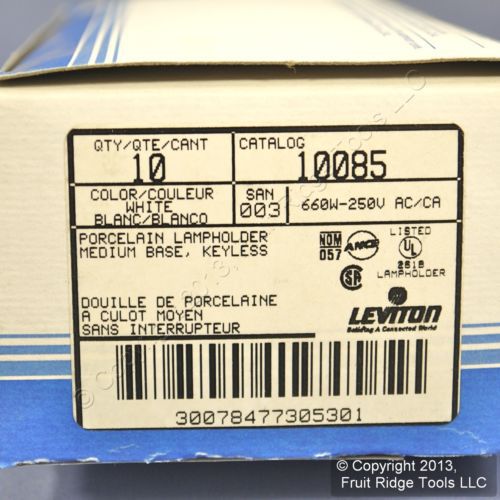 QTY/QTE/CANT
10
CATALOG
10085
COLOR/COULEUR
WHITE
BLANC/BLANCO
SAN
003
660W-250V AC/CA
PORCELAIN LAMPHOLDER
MEDIUM BASE, KEYLESS
NOM
057
ANCE
LISTED
UL
2618
LAMPHOLDER
DOUILLE DE PORCELAINE
A CULOT MOYEN
SANS INTERRUPTEUR
LEVITON
Building A Connected World
30078477305301
© Copyright 2013,
Fruit Ridge Tools LLC